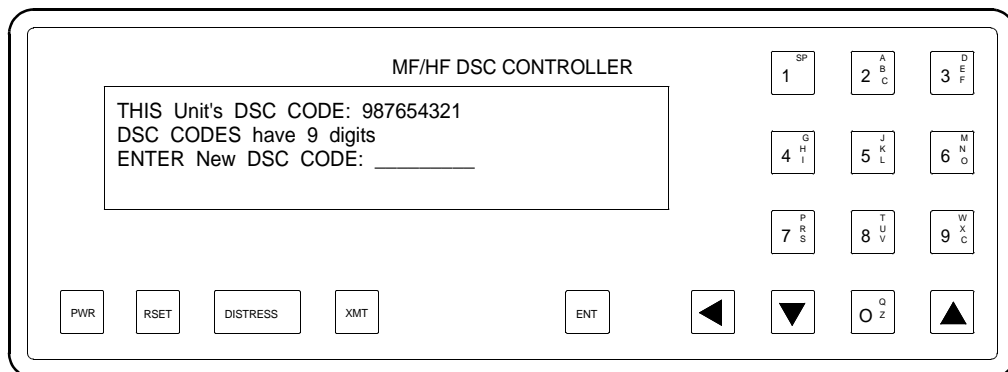 MF/HF DSC CONTROLLER
THIS Unit's DSC CODE: 987654321
DSC CODES have 9 digits
ENTER New DSC CODE: _________
1 SP
2 A B C
3 D E F
4 G H I
5 J K L
6 M N O
7 P R S
8 T U V
9 W X C
PWR
RSET
DISTRESS
XMT
ENT
O Q Z